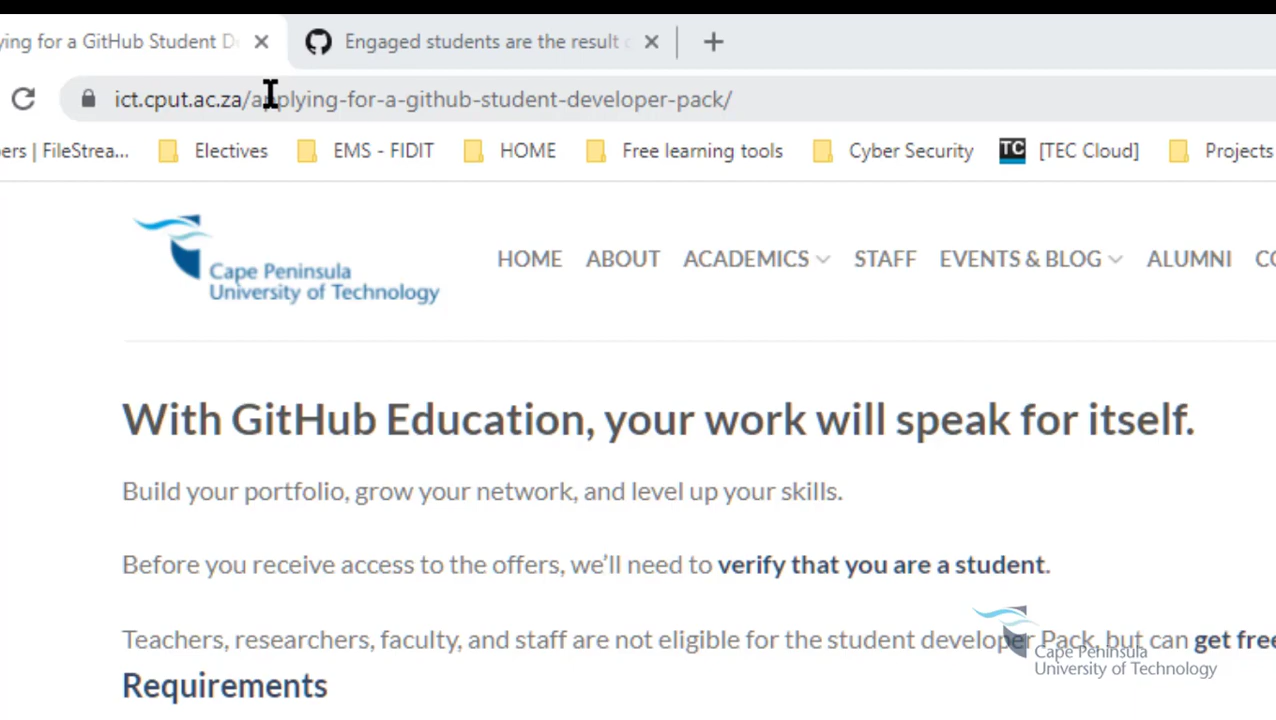 ying for a GitHub Student D
Engaged students are the result
ict.cput.ac.za/applying-for-a-github-student-developer-pack/
ers | FileStrea...
Electives
EMS - FIDIT
HOME
Free learning tools
Cyber Security
TC
[TEC Cloud]
Projects
Cape Peninsula
University of Technology
HOME
ABOUT
ACADEMICS
STAFF
EVENTS & BLOG
ALUMNI
CO
With GitHub Education, your work will speak for itself.
Build your portfolio, grow your network, and level up your skills.
Before you receive access to the offers, we’ll need to verify that you are a student.
Teachers, researchers, faculty, and staff are not eligible for the student developer Pack, but can get free
Cape Peninsula
University of Technology
Requirements